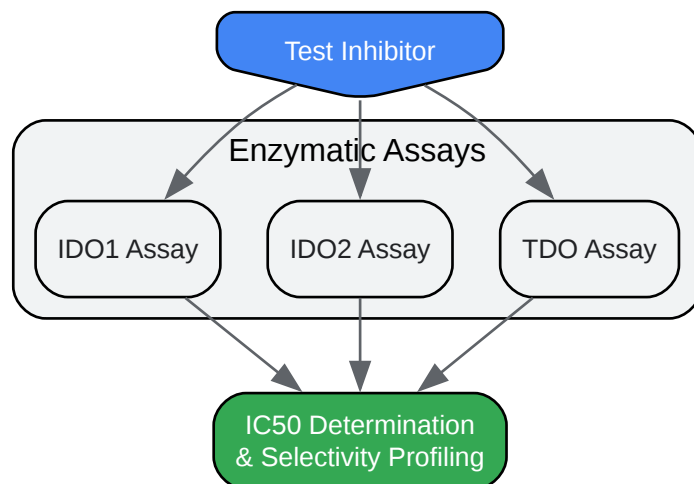 Test Inhibitor
Enzymatic Assays
IDO1 Assay
IDO2 Assay
TDO Assay
IC50 Determination
& Selectivity Profiling